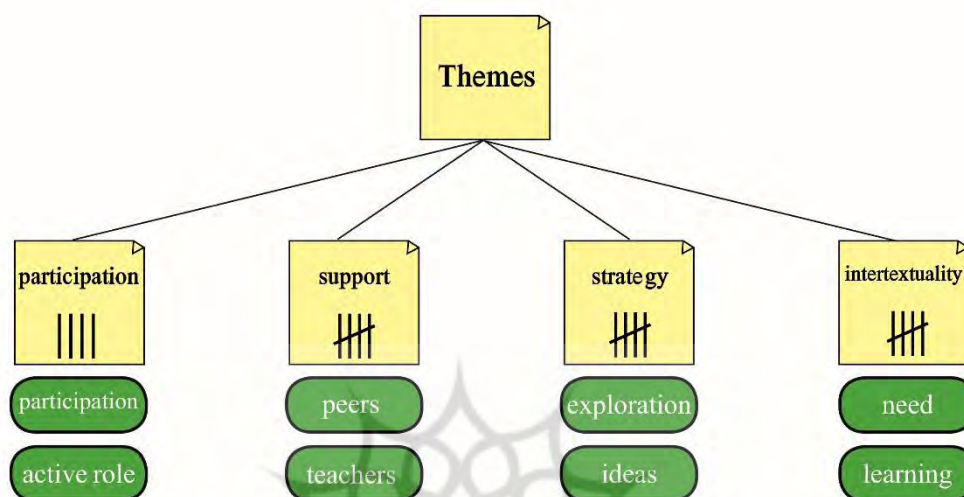 Themes
participation
support
strategy
intertextuality
participation
peers
exploration
need
active role
teachers
ideas
learning